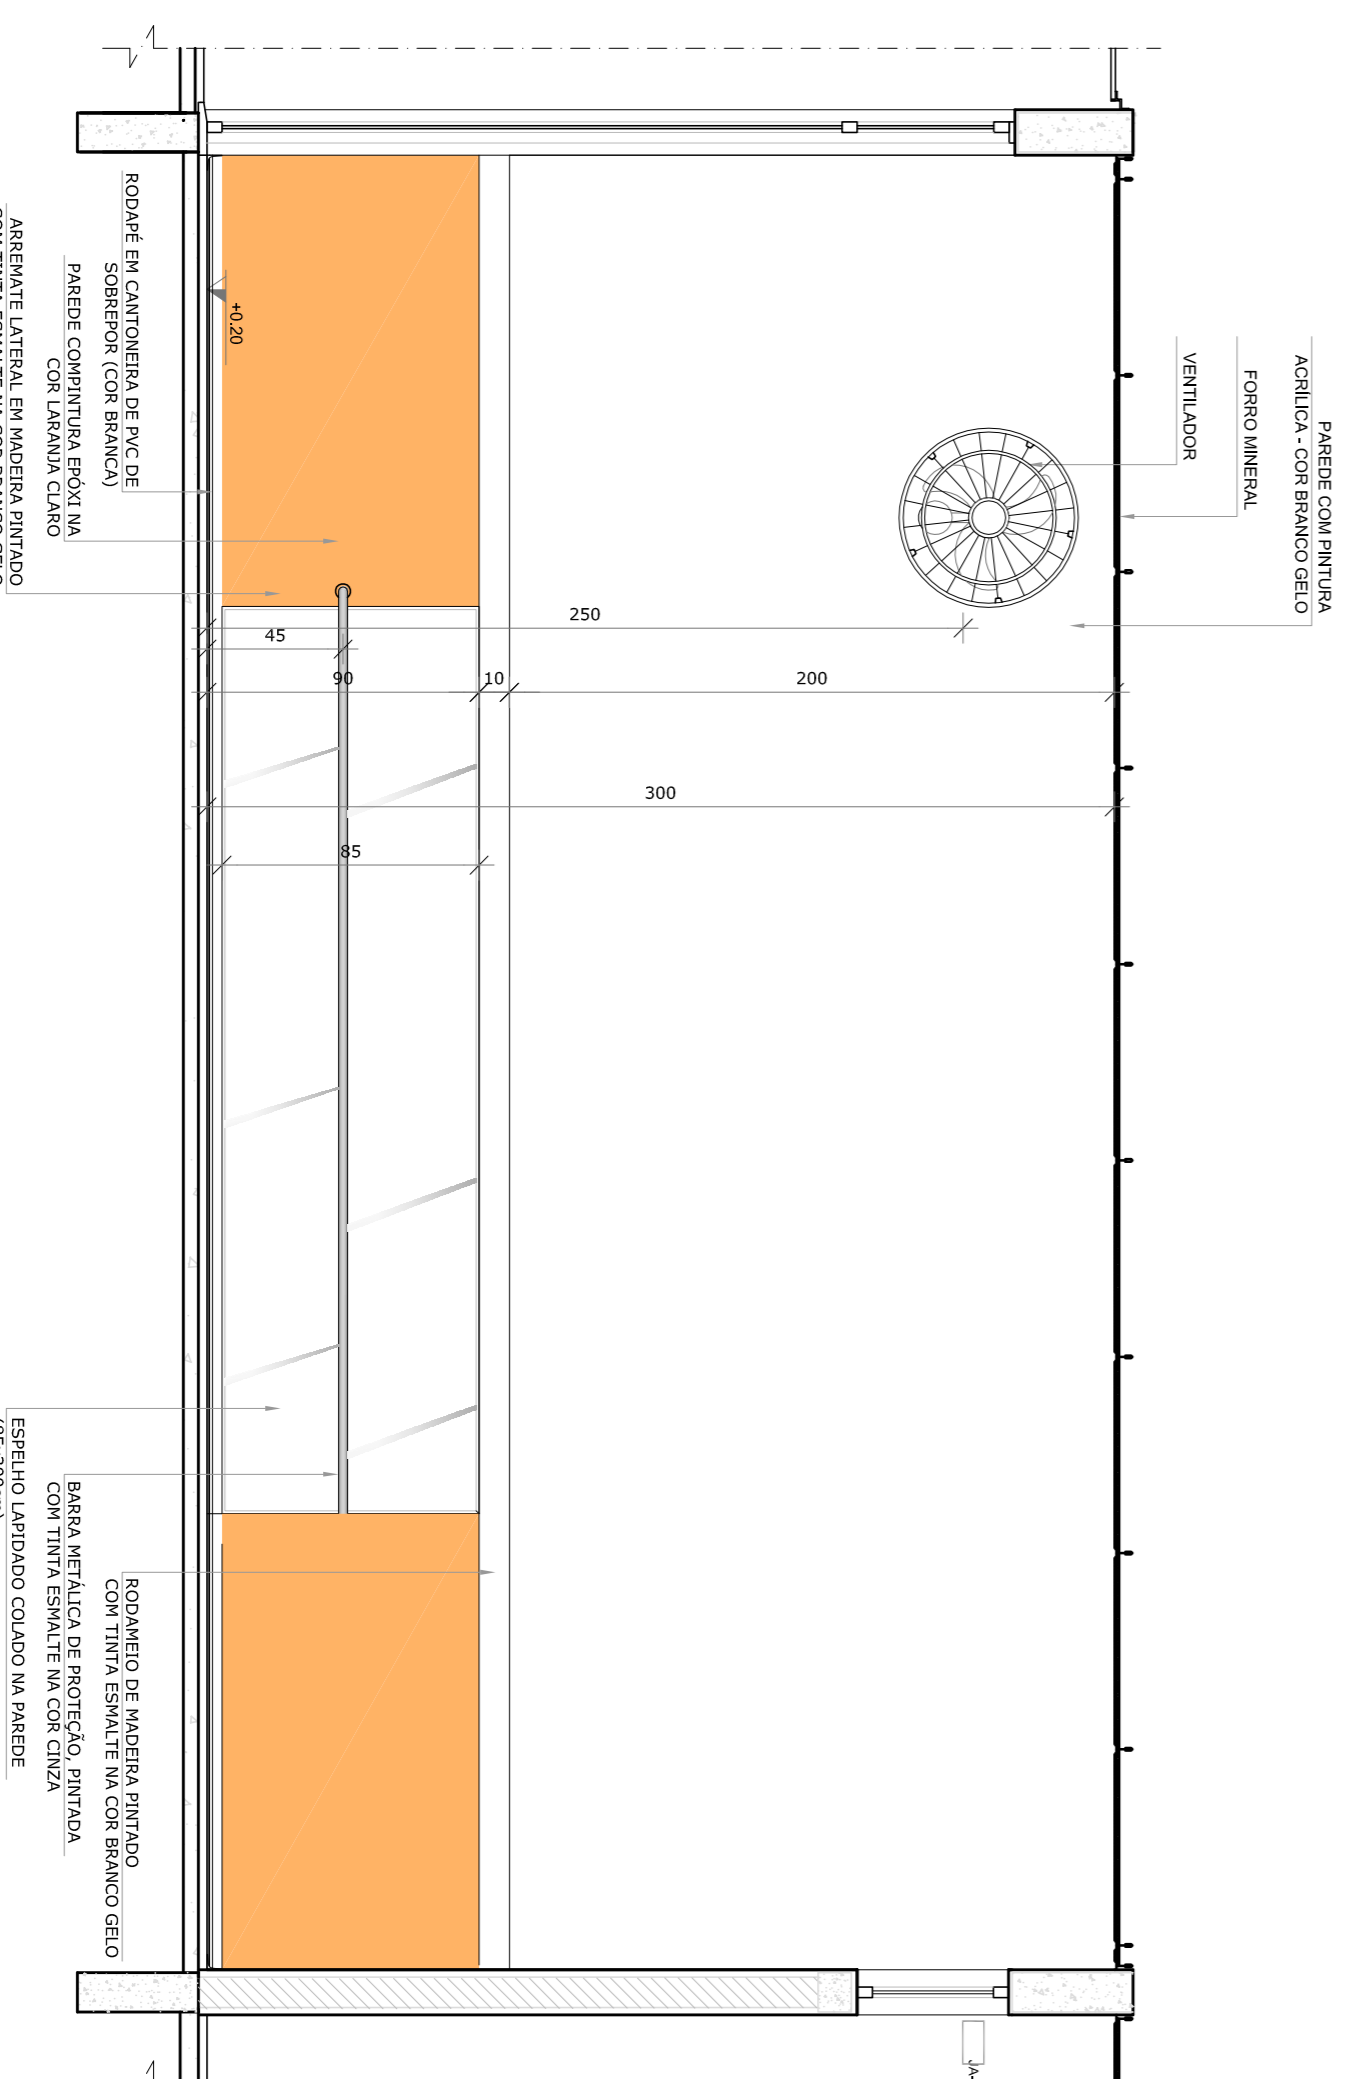 PAREDE COM PINTURA
ACRÍLICA - COR BRANCO GELO
FORRO MINERAL
VENTILADOR
250
45
90
10
200
300
85
+0.20
RODAPÉ EM CANTONEIRA DE PVC DE
SOBREPOR (COR BRANCA)
PAREDE COMPINTURA EPÓXI NA
COR LARANJA CLARO
ARREMATE LATERAL EM MADEIRA PINTADO
RODAMEIO DE MADEIRA PINTADO
COM TINTA ESMALTE NA COR BRANCO GELO
BARRA METÁLICA DE PROTEÇÃO, PINTADA
COM TINTA ESMALTE NA COR CINZA
ESPELHO LAPIDADO COLADO NA PAREDE